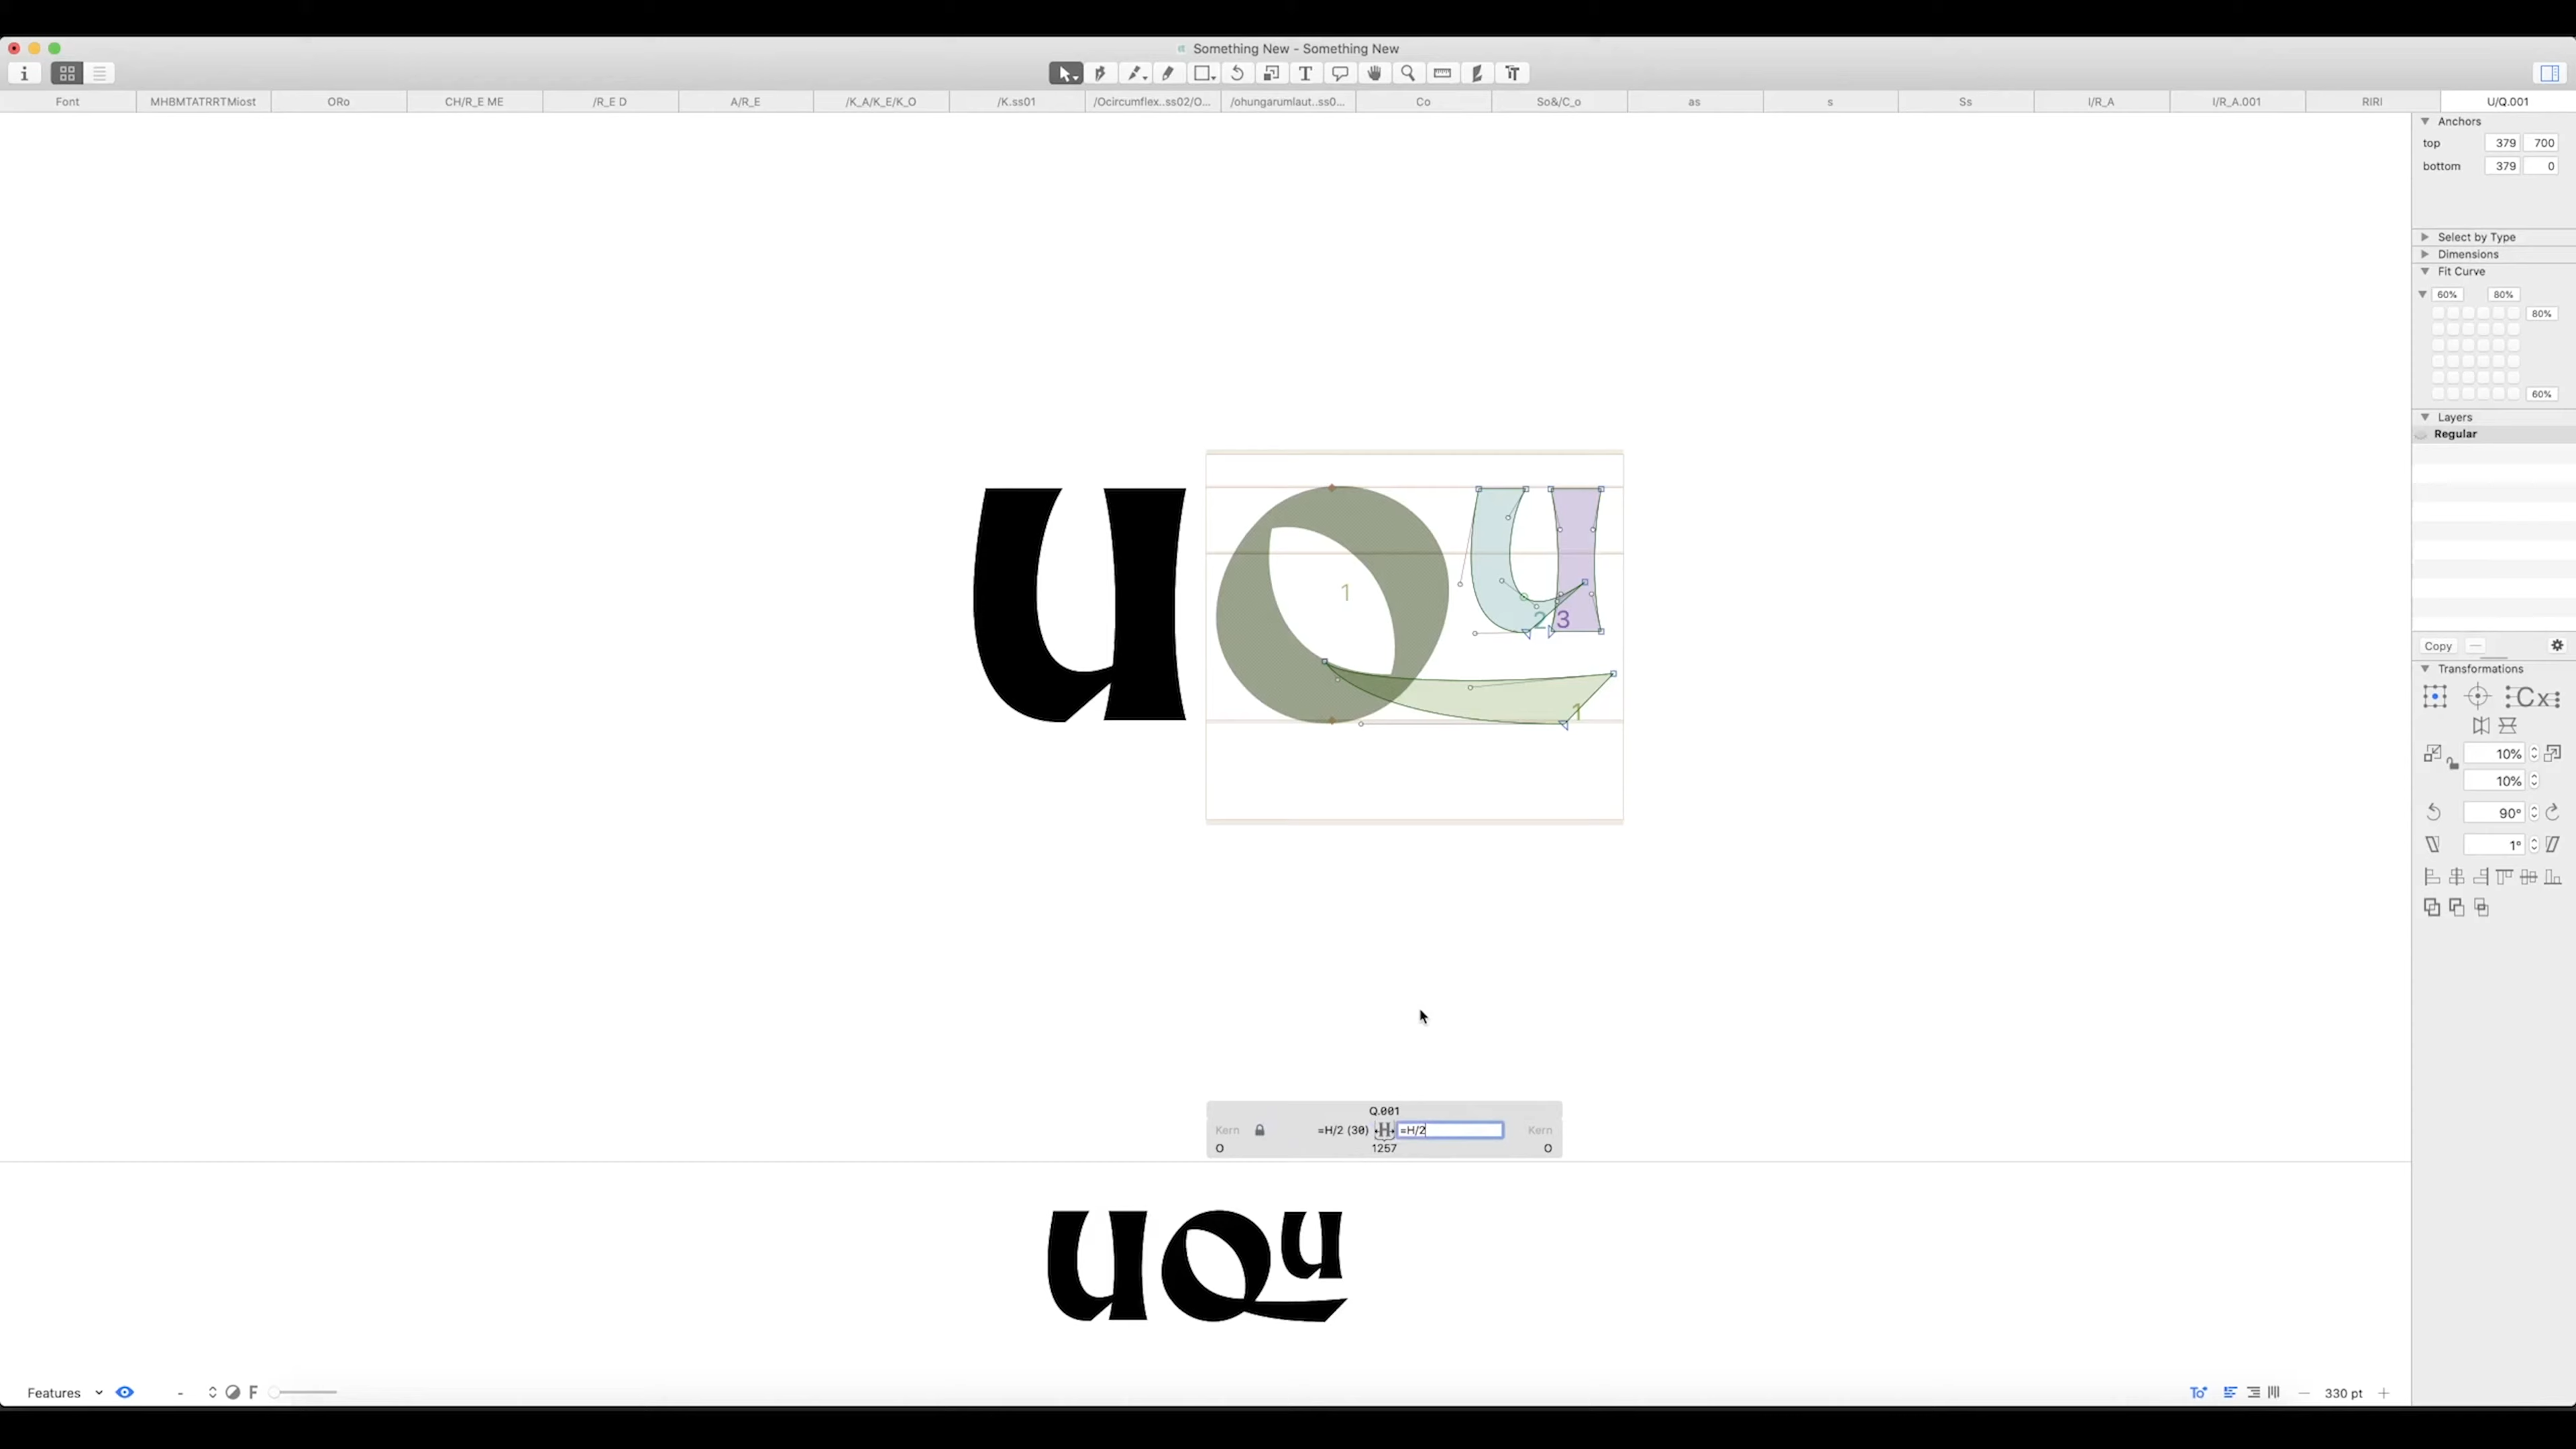 Something New - Something New
Font
MHBMTATRRTMiost
ORo
CH/R_E ME
/R_E D
A/R_E
/K_A/K_E/K_O
/K.ss01
/Ocircumflex..ss02/O...
/ohungarumlaut..ss0...
Co
So&/C_o
as
s
Ss
I/R_A
I/R_A.001
RIRI
U/Q.001
Anchors
top 379 700
bottom 379 0
Select by Type
Dimensions
Fit Curve
60% 80%
80%
60%
Layers
Regular
Copy
Transformations
Cx
10%
10%
90°
1°
u
1
2 3
1
Q.001
Kern =H/2 (30) H =H/2 Kern
O 1257 O
uQu
Features
- F
330 pt